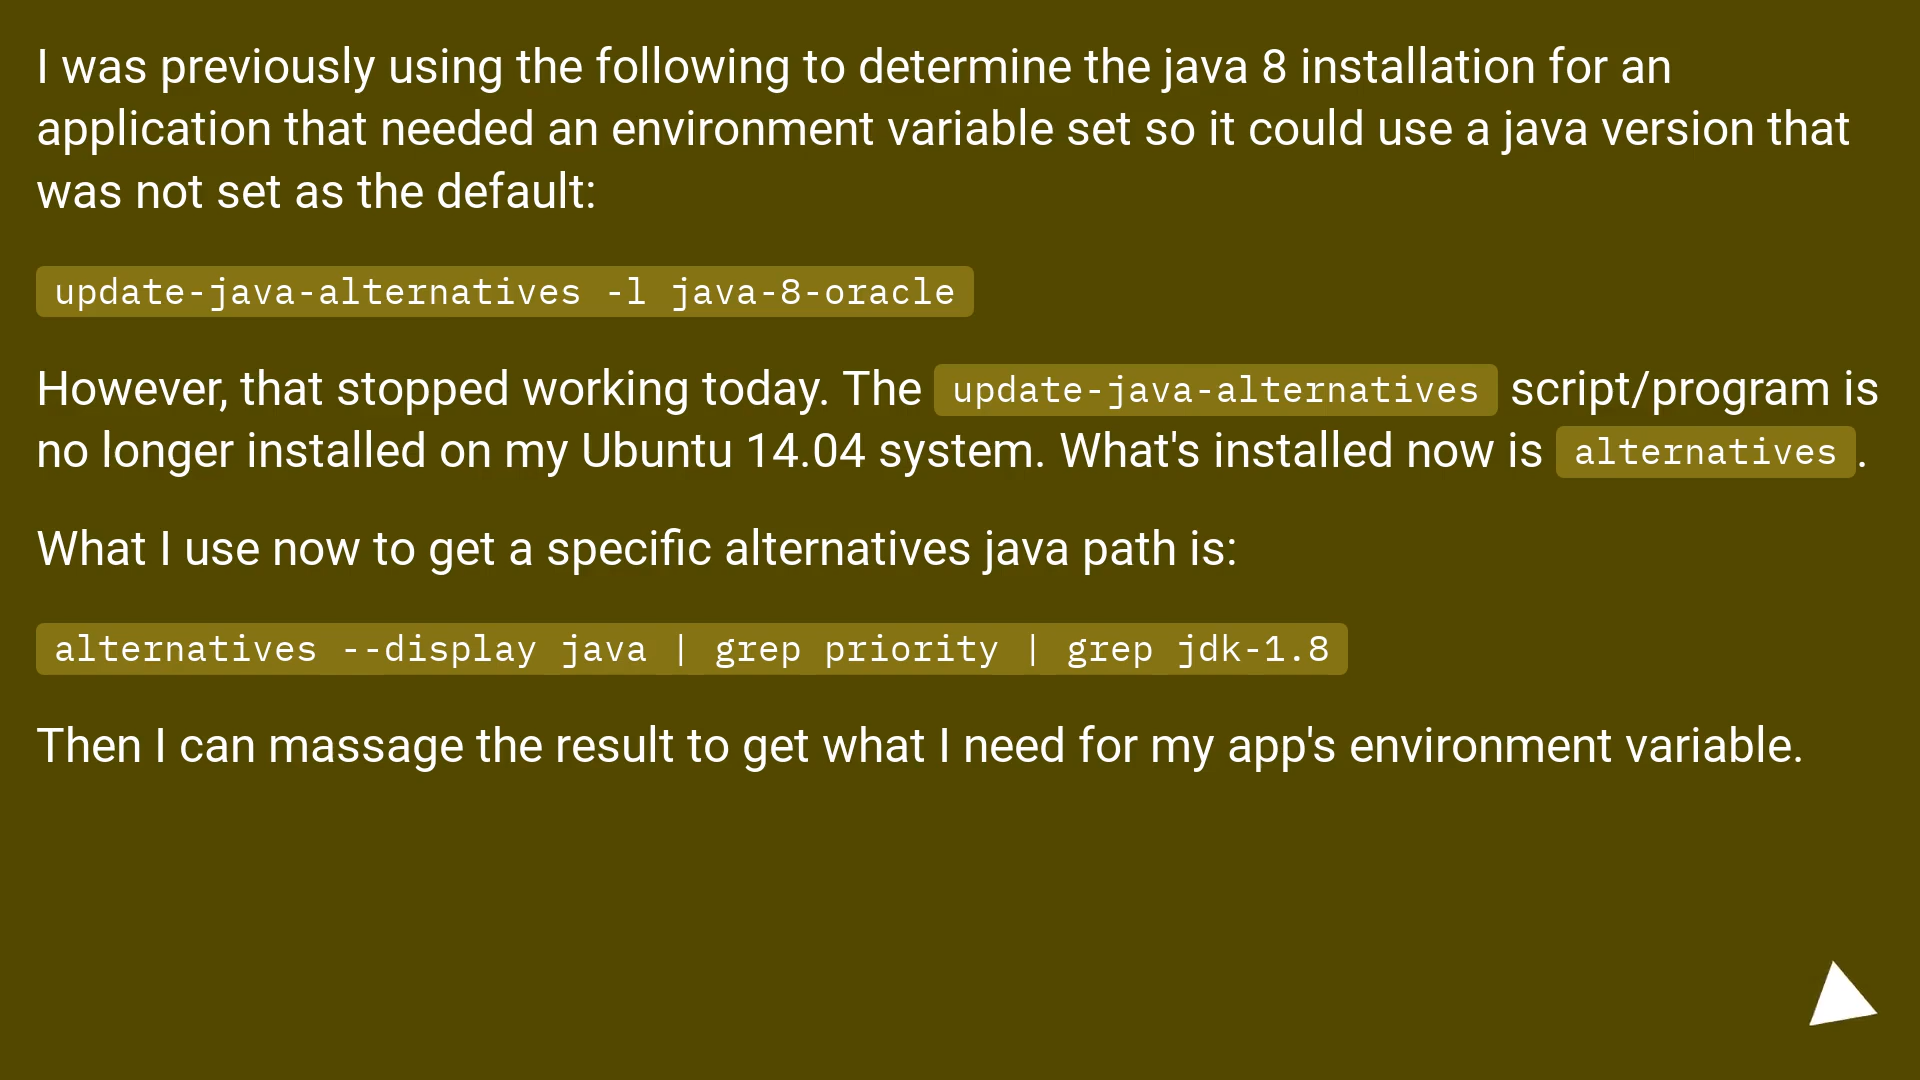 I was previously using the following to determine the java 8 installation for an
application that needed an environment variable set so it could use a java version that
was not set as the default:
update-java-alternatives -l java-8-oracle
However, that stopped working today. The update-java-alternatives script/program is
no longer installed on my Ubuntu 14.04 system. What's installed now is alternatives.
What I use now to get a specific alternatives java path is:
alternatives --display java | grep priority | grep jdk-1.8
Then I can massage the result to get what I need for my app's environment variable.